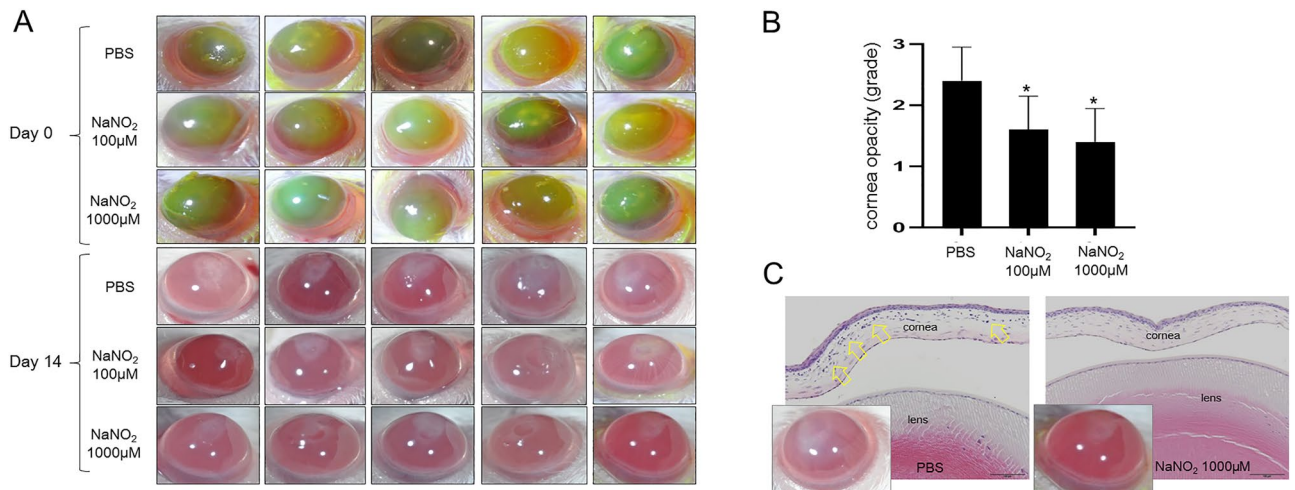 A
Day 0
PBS
NaNO₂
100µM
NaNO₂
1000µM
Day 14
PBS
NaNO₂
100µM
NaNO₂
1000µM
B
cornea opacity (grade)
3
2
1
0
*
*
PBS
NaNO₂
100µM
NaNO₂
1000µM
C
cornea
lens
PBS
cornea
lens
NaNO₂ 1000µM